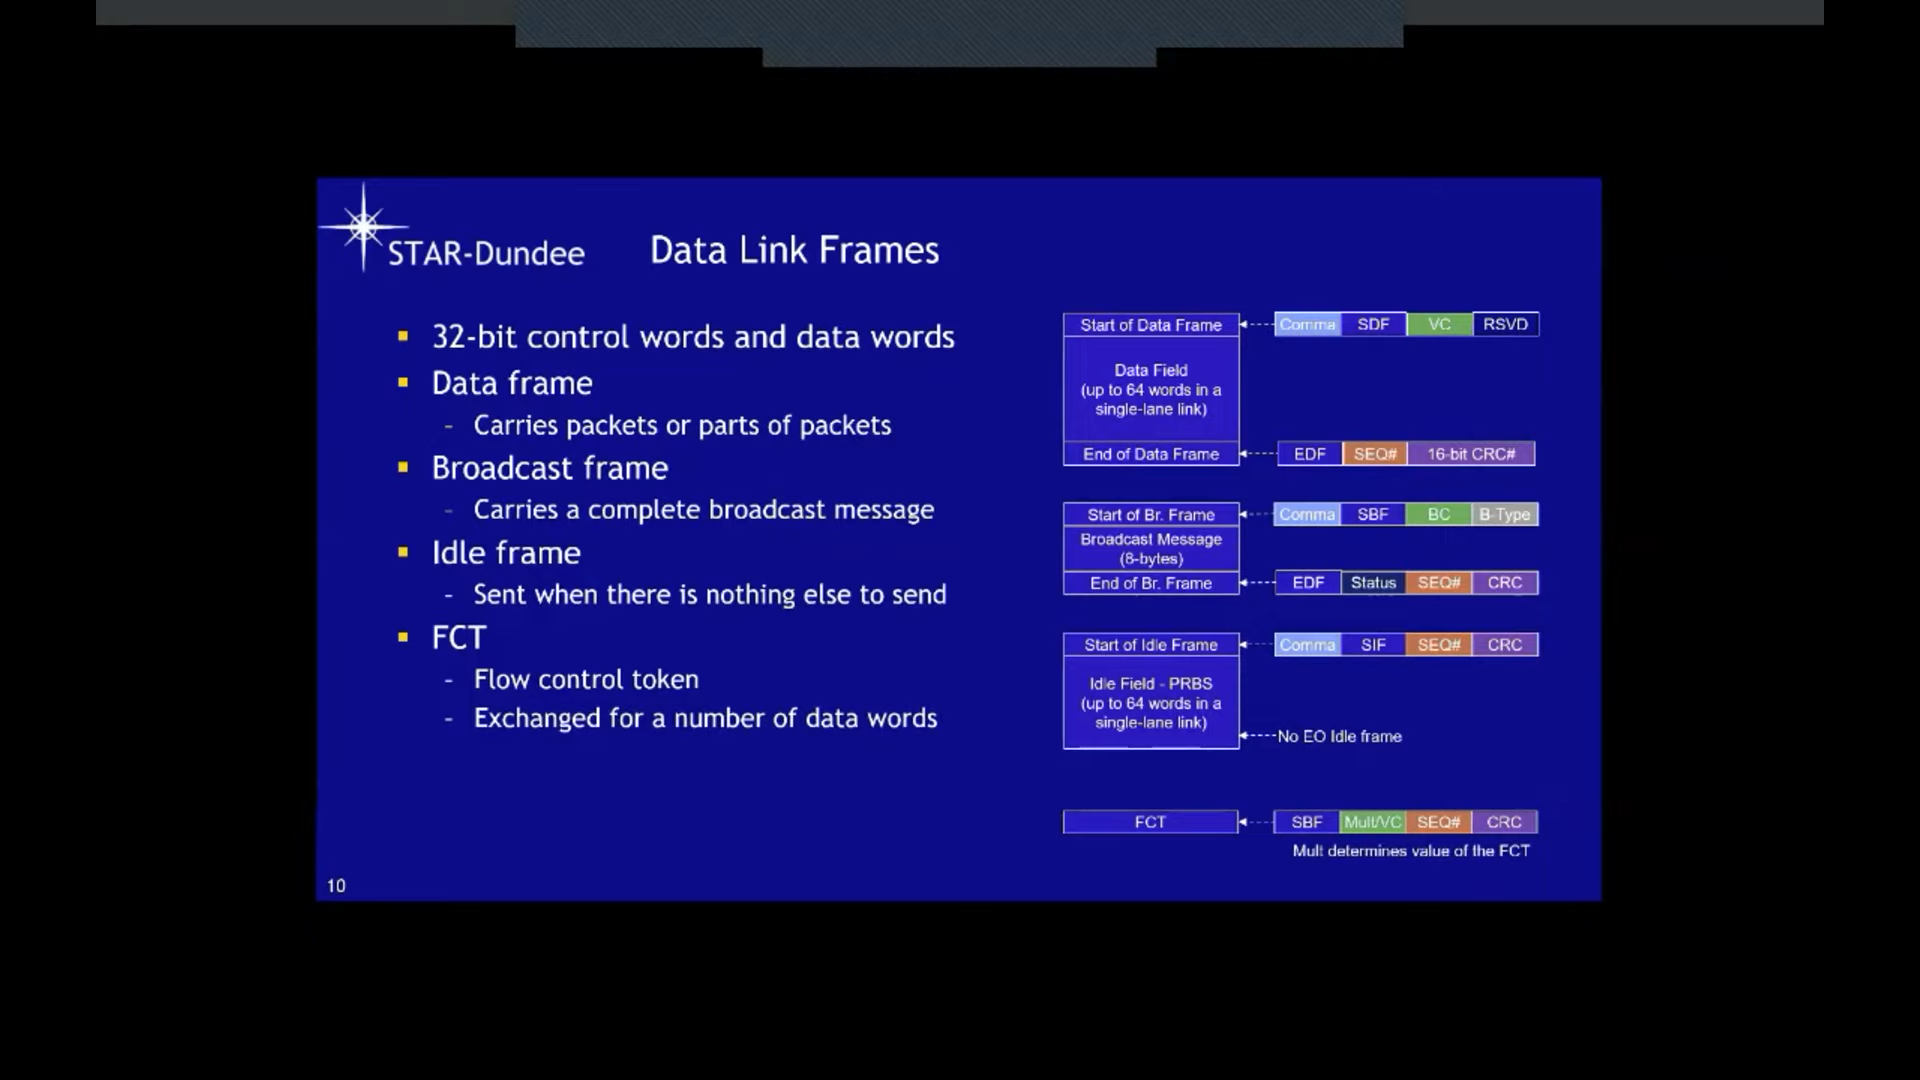 STAR-Dundee
Data Link Frames
32-bit control words and data words
Data frame
- Carries packets or parts of packets
Broadcast frame
- Carries a complete broadcast message
Idle frame
- Sent when there is nothing else to send
FCT
- Flow control token
- Exchanged for a number of data words
Start of Data Frame
Comma SDF VC RSVD
Data Field
(up to 64 words in a
single-lane link)
End of Data Frame
EDF SEQ# 16-bit CRC#
Start of Br. Frame
Comma SBF BC B-Type
Broadcast Message
(8-bytes)
End of Br. Frame
EDF Status SEQ# CRC
Start of Idle Frame
Comma SIF SEQ# CRC
Idle Field - PRBS
(up to 64 words in a
single-lane link)
No EO Idle frame
FCT
SBF Mult/VC SEQ# CRC
Mult determines value of the FCT
10